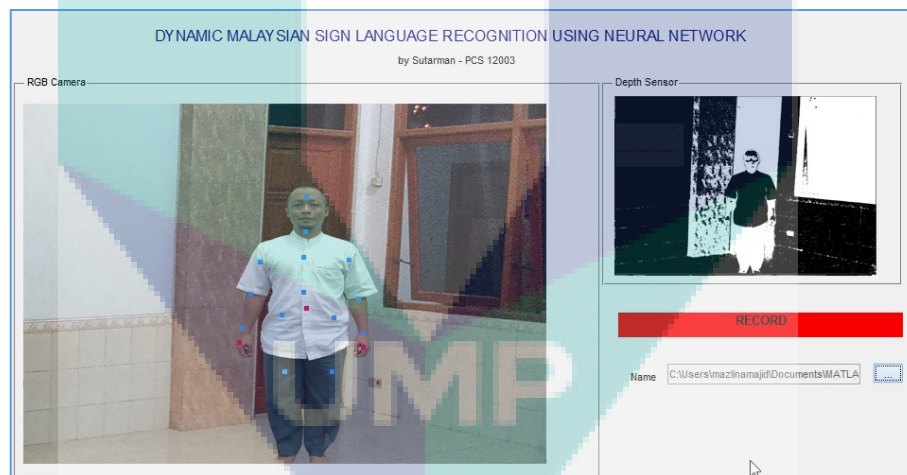 DYNAMIC MALAYSIAN SIGN LANGUAGE RECOGNITION USING NEURAL NETWORK
by Sutarman - PCS 12003
RGB Camera
Depth Sensor
RECORD
Name C:\Users\mazlinamajid\Documents\MATLA ...
UMP